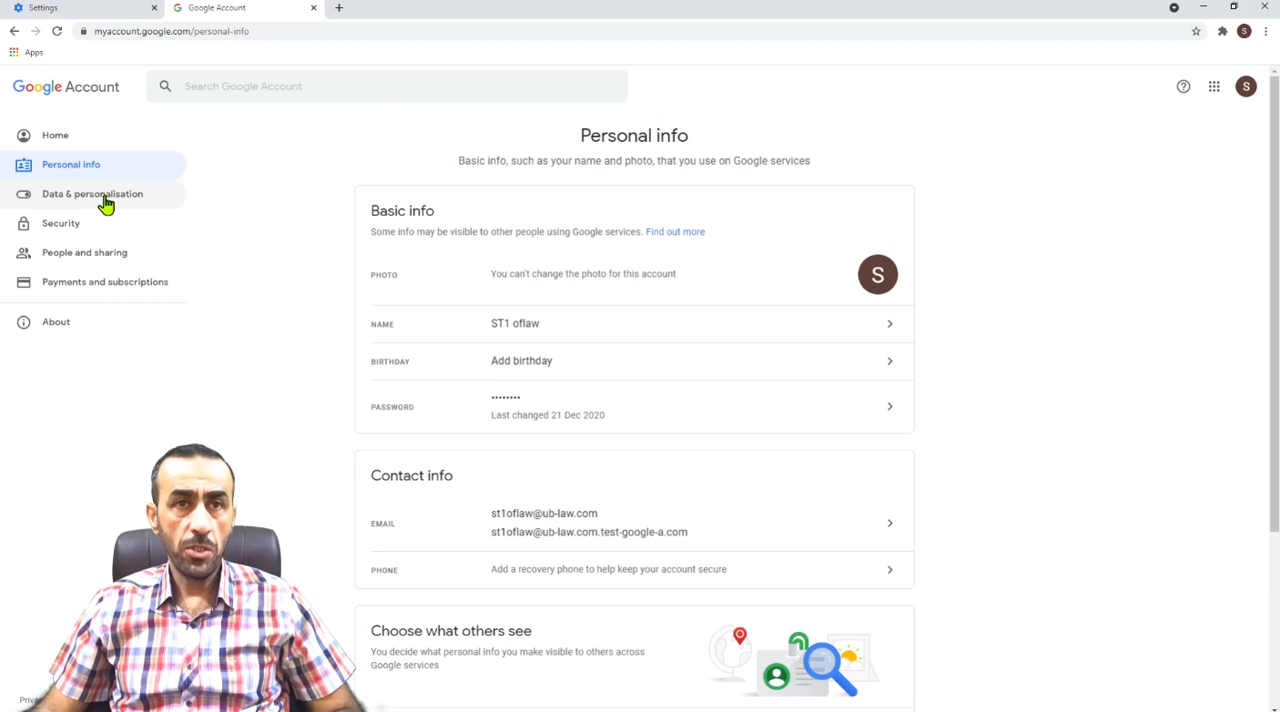 Settings
Google Account
myaccount.google.com/personal-info
S
Apps
Google Account
Search Google Account
S
Home
Personal info
Data & personalisation
Security
People and sharing
Payments and subscriptions
About
Personal info
Basic info, such as your name and photo, that you use on Google services
Basic info
Some info may be visible to other people using Google services. Find out more
PHOTO
You can't change the photo for this account
S
NAME
ST1 oflaw
BIRTHDAY
Add birthday
PASSWORD
••••••••
Last changed 21 Dec 2020
Contact info
EMAIL
st1oflaw@ub-law.com
st1oflaw@ub-law.com.test-google-a.com
PHONE
Add a recovery phone to help keep your account secure
Choose what others see
You decide what personal info you make visible to others across
Google services